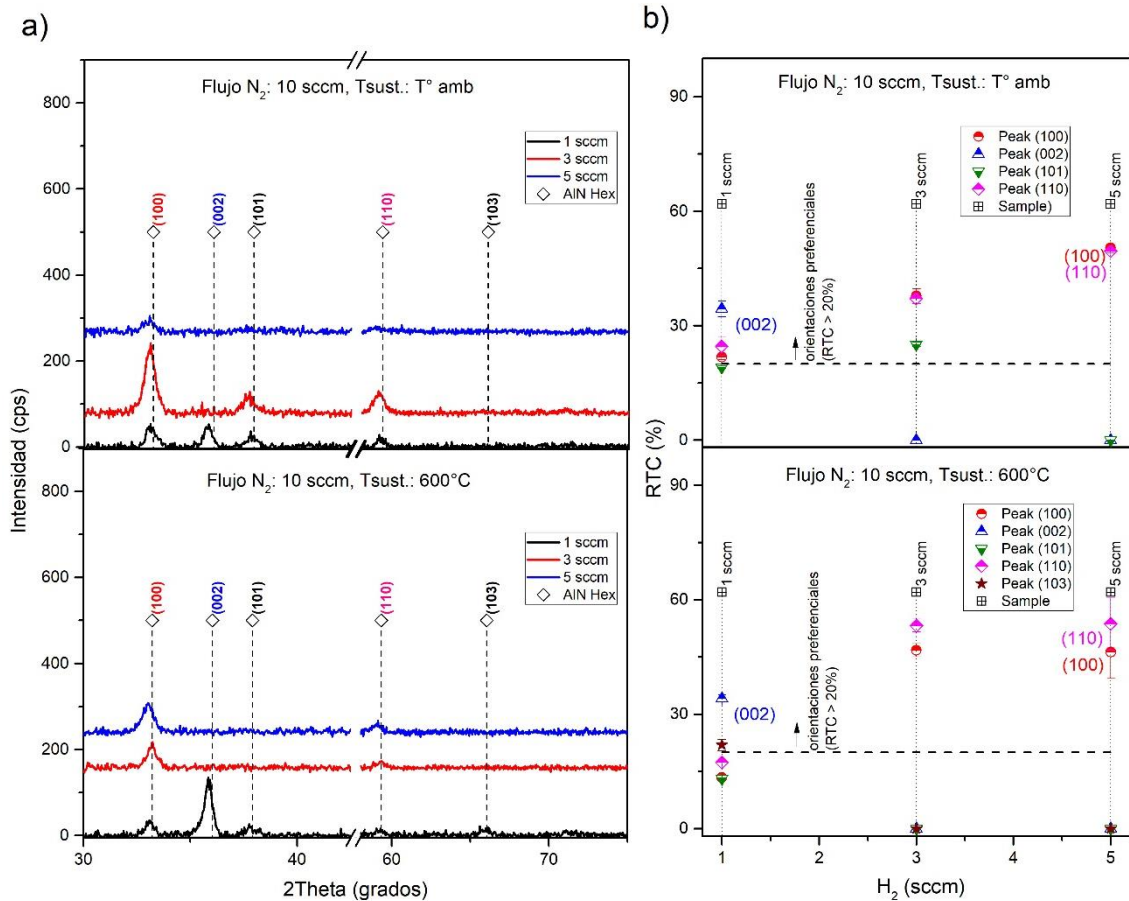 a)
Flujo N₂: 10 sccm, Tsust.: T° amb
1 sccm
3 sccm
5 sccm
AlN Hex
(100)
(002)
(101)
(110)
(103)
800
600
400
200
0
Flujo N₂: 10 sccm, Tsust.: 600°C
1 sccm
3 sccm
5 sccm
AlN Hex
(100)
(002)
(101)
(110)
(103)
800
600
400
200
0
30
40
60
70
Intensidad (cps)
2Theta (grados)
b)
Flujo N₂: 10 sccm, Tsust.: T° amb
Peak (100)
Peak (002)
Peak (101)
Peak (110)
Sample)
1 sccm
3 sccm
5 sccm
(002)
orientaciones preferenciales
(RTC > 20%)
(100)
(110)
90
60
30
0
Flujo N₂: 10 sccm, Tsust.: 600°C
Peak (100)
Peak (002)
Peak (101)
Peak (110)
Peak (103)
Sample
1 sccm
3 sccm
5 sccm
(002)
orientaciones preferenciales
(RTC > 20%)
(110)
(100)
90
60
30
0
1
2
3
4
5
RTC (%)
H₂ (sccm)